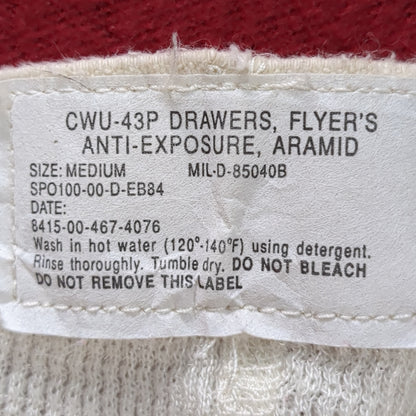 CWU-43P DRAWERS, FLYER'S
ANTI-EXPOSURE, ARAMID
SIZE: MEDIUM MIL-D-85040B
SPO100-00-D-EB84
DATE:
8415-00-467-4076
Wash in hot water (120°-140°F) using detergent.
Rinse thoroughly. Tumble dry. DO NOT BLEACH
DO NOT REMOVE THIS LABEL